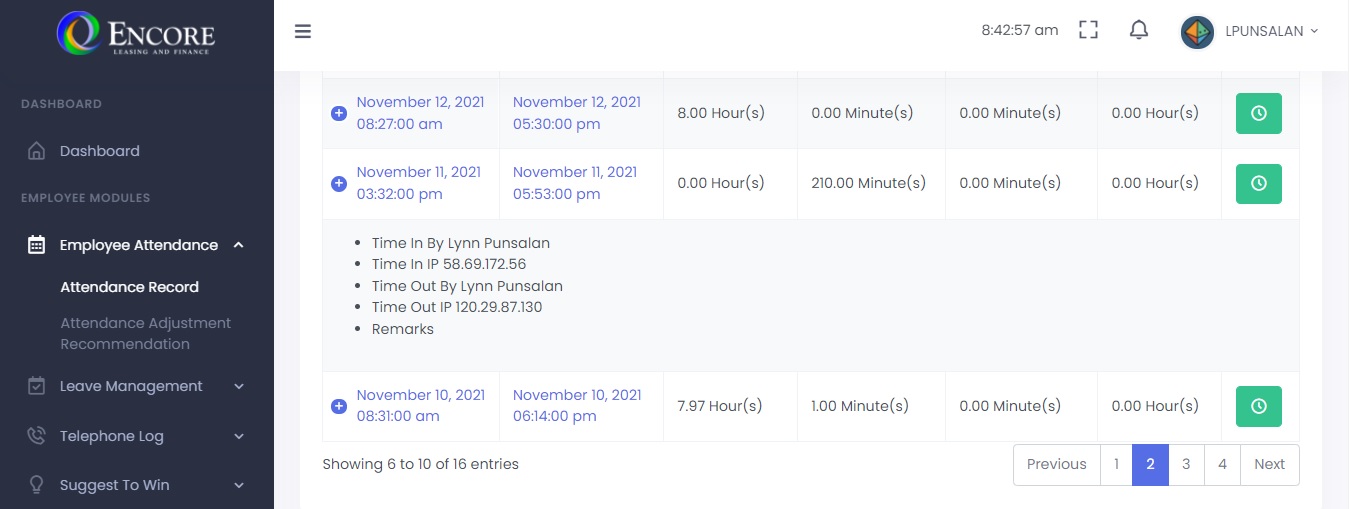 ENCORE
LEASING AND FINANCE
8:42:57 am
LPUNSALAN
DASHBOARD
Dashboard
EMPLOYEE MODULES
Employee Attendance
Attendance Record
Attendance Adjustment
Recommendation
Leave Management
Telephone Log
Suggest To Win
November 12, 2021
08:27:00 am
November 12, 2021
05:30:00 pm
8.00 Hour(s)
0.00 Minute(s)
0.00 Minute(s)
0.00 Hour(s)
November 11, 2021
03:32:00 pm
November 11, 2021
05:53:00 pm
0.00 Hour(s)
210.00 Minute(s)
0.00 Minute(s)
0.00 Hour(s)
Time In By Lynn Punsalan
Time In IP 58.69.172.56
Time Out By Lynn Punsalan
Time Out IP 120.29.87.130
Remarks
November 10, 2021
08:31:00 am
November 10, 2021
06:14:00 pm
7.97 Hour(s)
1.00 Minute(s)
0.00 Minute(s)
0.00 Hour(s)
Showing 6 to 10 of 16 entries
Previous 1 2 3 4 Next